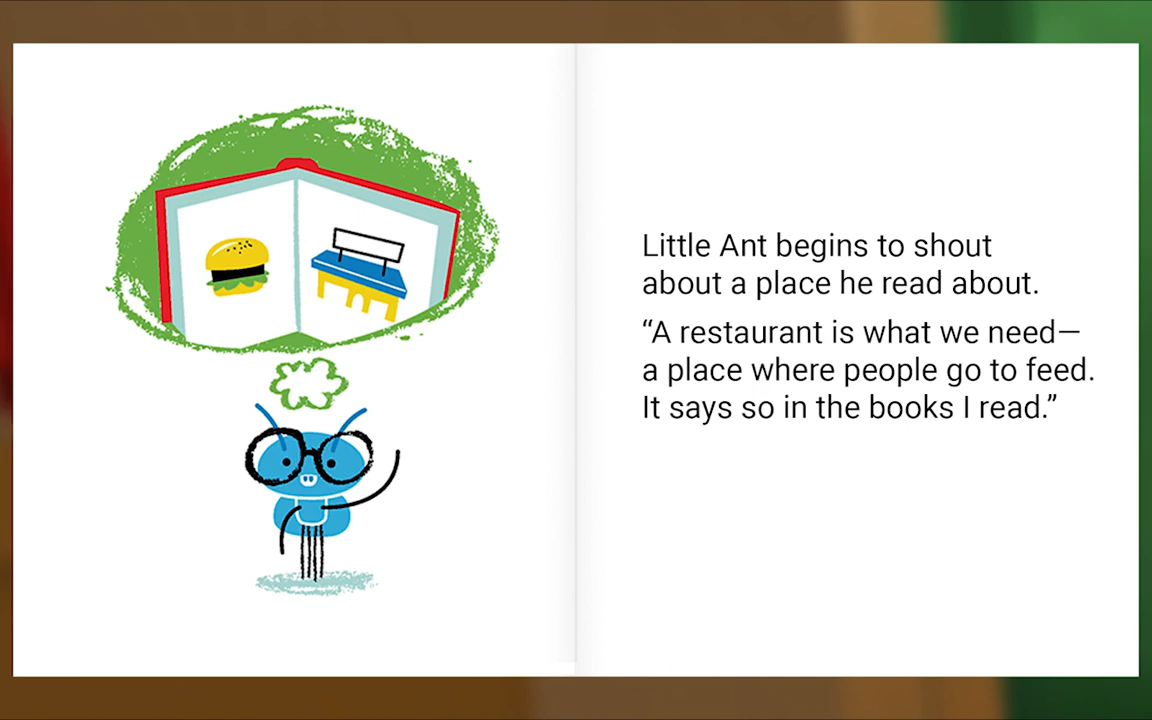 Little Ant begins to shout
about a place he read about.
“A restaurant is what we need—
a place where people go to feed.
It says so in the books I read.”